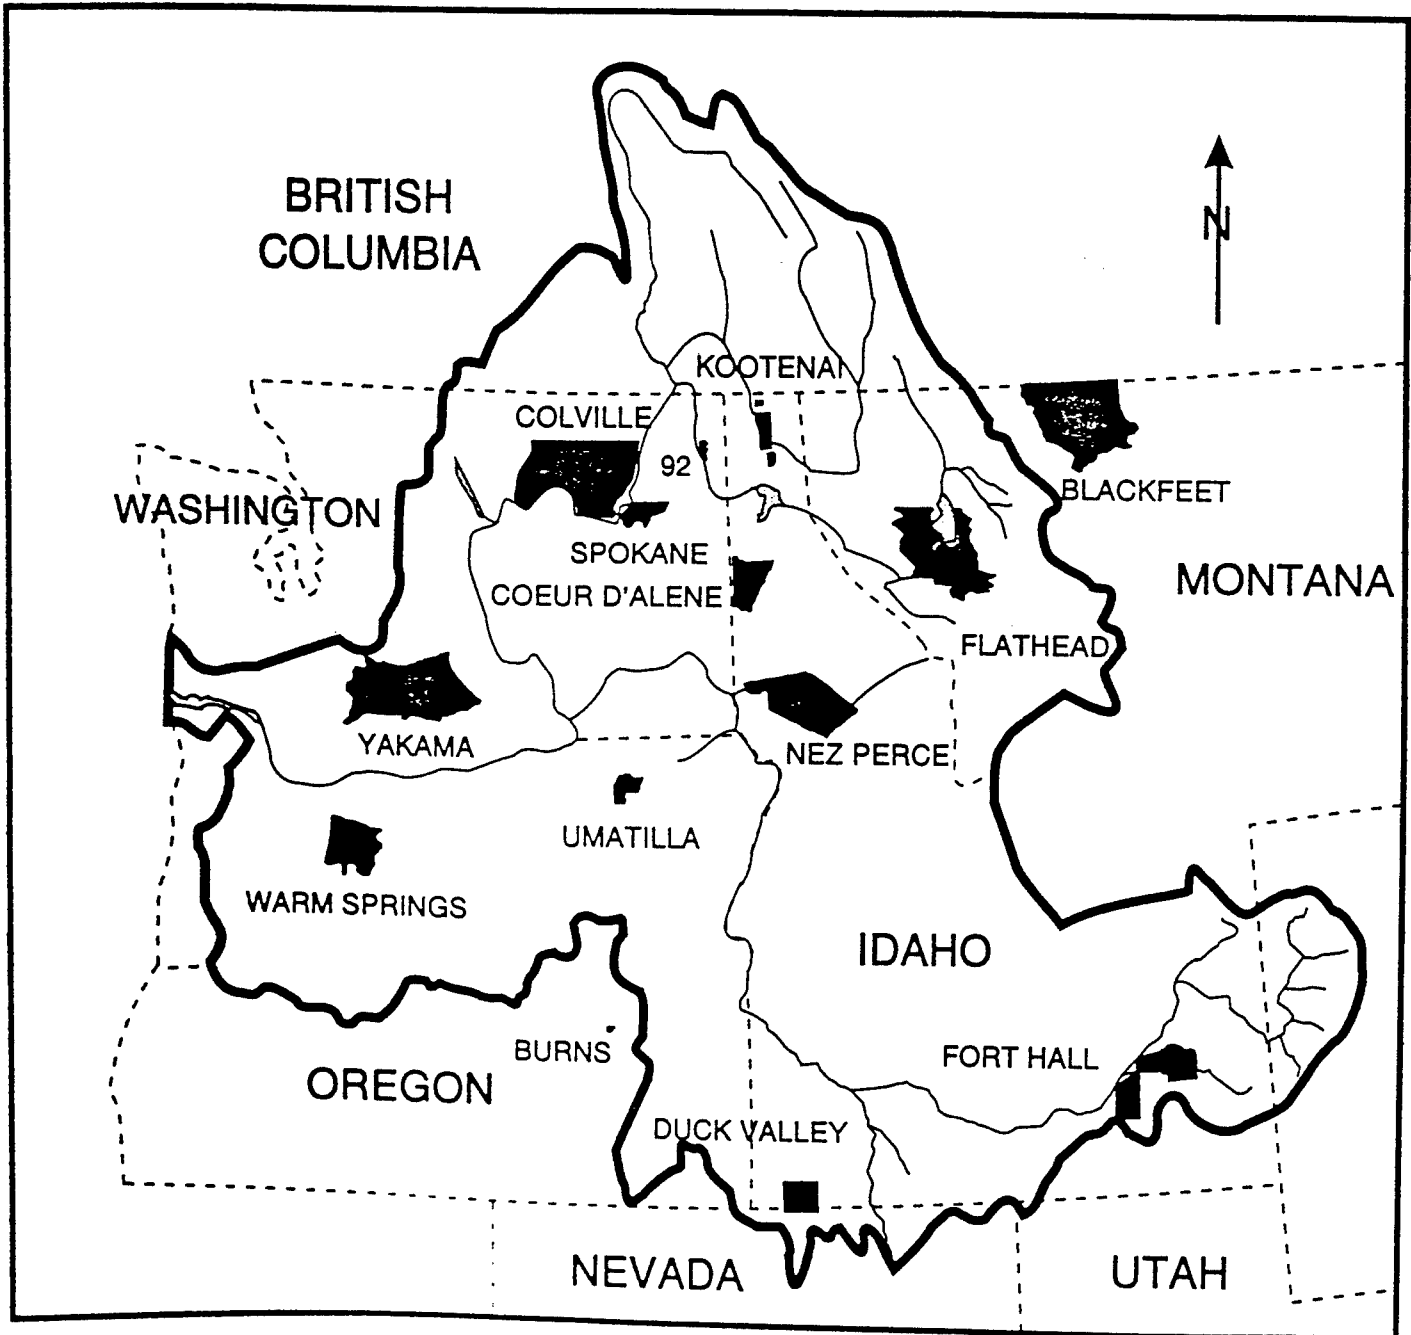 BRITISH
COLUMBIA
N
KOOTENAI
COLVILLE
92
BLACKFEET
WASHINGTON
SPOKANE
COEUR D'ALENE
MONTANA
FLATHEAD
YAKAMA
NEZ PERCE
UMATILLA
WARM SPRINGS
IDAHO
BURNS
FORT HALL
OREGON
DUCK VALLEY
NEVADA
UTAH